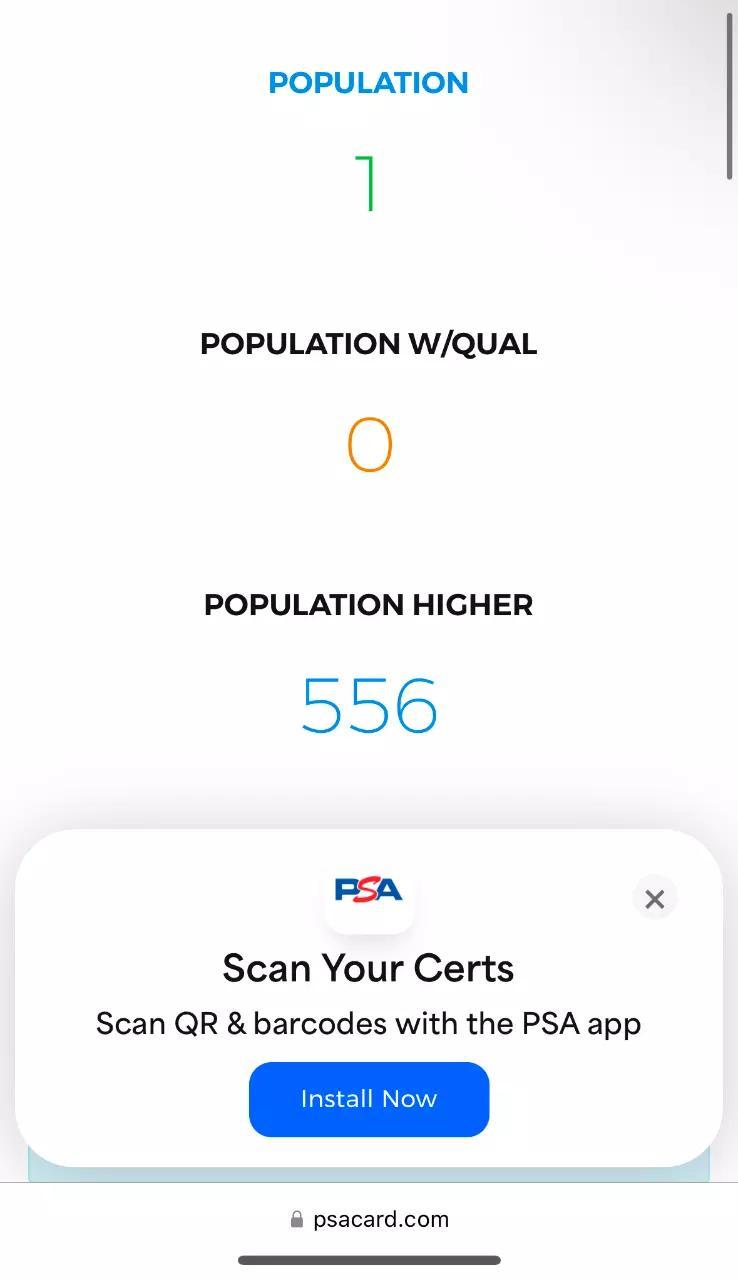 POPULATION
1
POPULATION W/QUAL
0
POPULATION HIGHER
556
PSA
Scan Your Certs
Scan QR & barcodes with the PSA app
Install Now
psacard.com